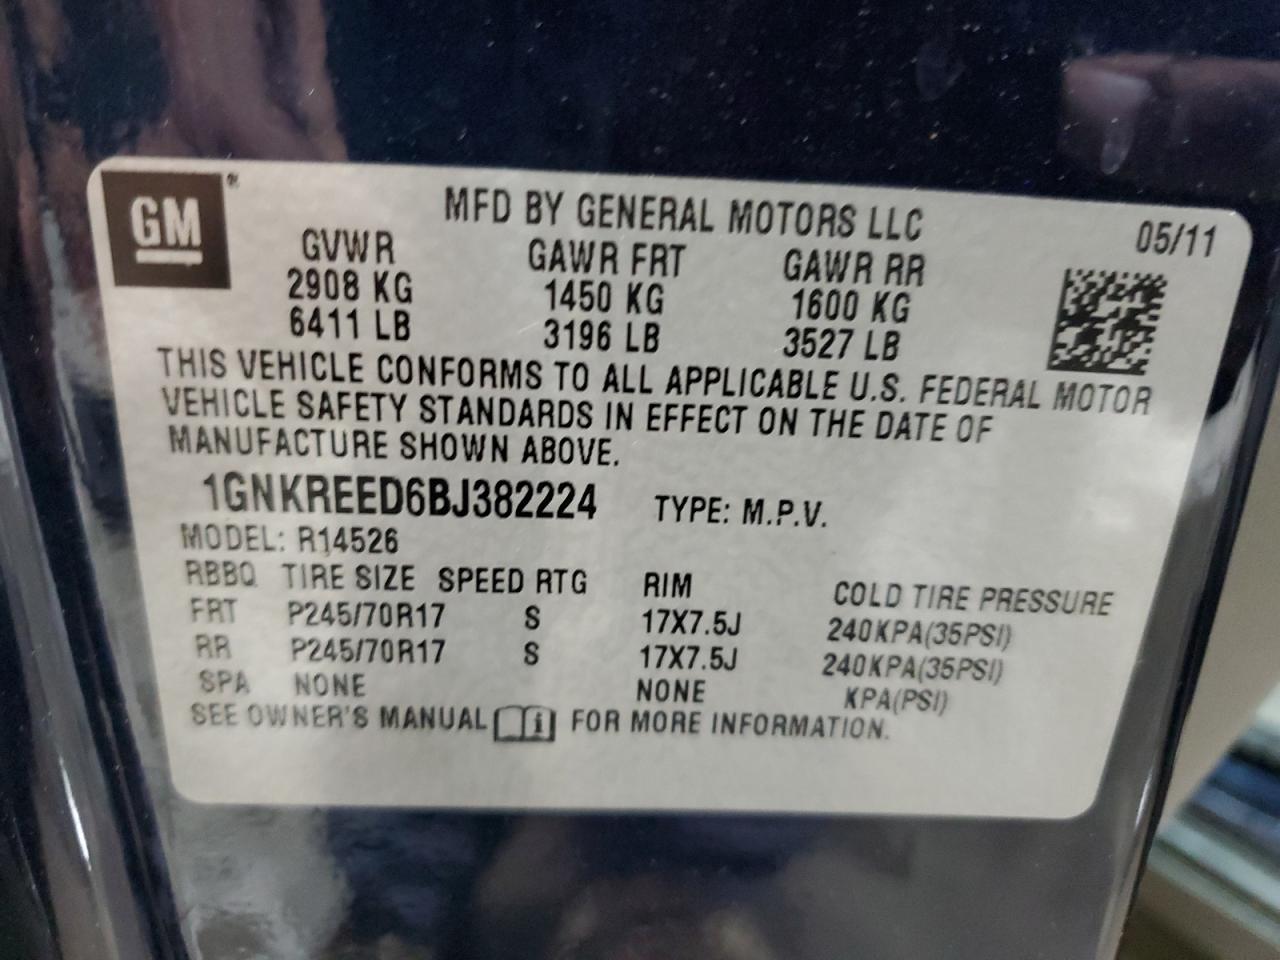 GM®
MFD BY GENERAL MOTORS LLC 05/11
GVWR GAWR FRT GAWR RR
2908 KG 1450 KG 1600 KG
6411 LB 3196 LB 3527 LB
THIS VEHICLE CONFORMS TO ALL APPLICABLE U.S. FEDERAL MOTOR
VEHICLE SAFETY STANDARDS IN EFFECT ON THE DATE OF
MANUFACTURE SHOWN ABOVE.
1GNKREED6BJ382224 TYPE: M.P.V.
MODEL: R14526
RBBQ TIRE SIZE SPEED RTG RIM COLD TIRE PRESSURE
FRT P245/70R17 S 17X7.5J 240KPA(35PSI)
RR P245/70R17 S 17X7.5J 240KPA(35PSI)
SPA NONE NONE KPA(PSI)
SEE OWNER'S MANUAL i FOR MORE INFORMATION.